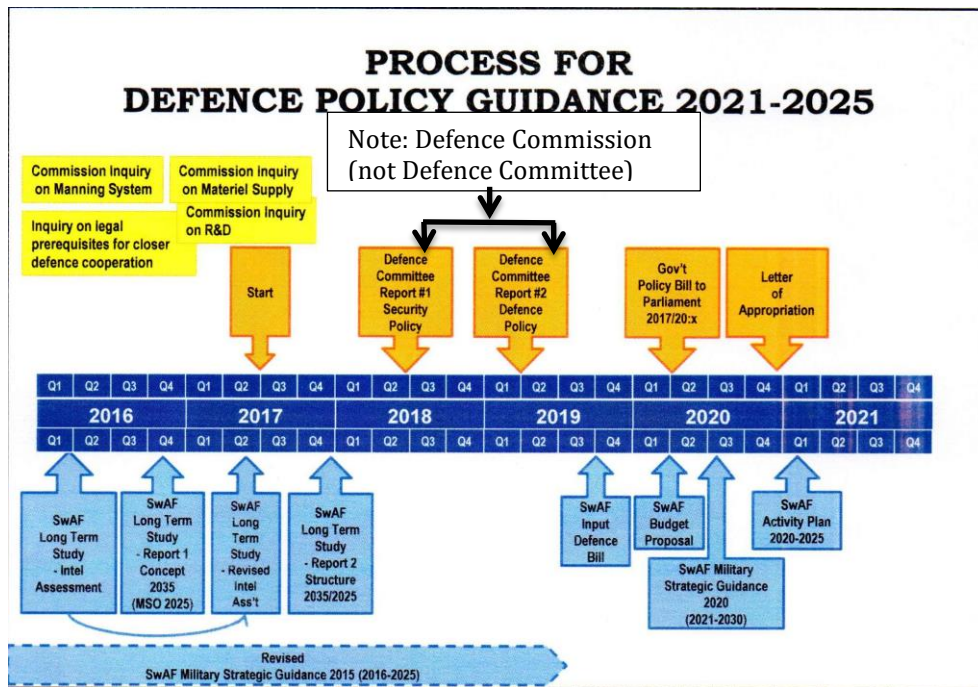 PROCESS FOR
DEFENCE POLICY GUIDANCE 2021-2025
Note: Defence Commission
(not Defence Committee)
Commission Inquiry
on Manning System
Commission Inquiry
on Materiel Supply
Commission Inquiry
on R&D
Inquiry on legal
prerequisites for closer
defence cooperation
Start
Defence
Committee
Report #1
Security
Policy
Defence
Committee
Report #2
Defence
Policy
Gov't
Policy Bill to
Parliament
2017/20:x
Letter
of
Appropriation
Q1 Q2 Q3 Q4 Q1 Q2 Q3 Q4 Q1 Q2 Q3 Q4 Q1 Q2 Q3 Q4 Q1 Q2 Q3 Q4 Q1 Q2 Q3 Q4
2016 2017 2018 2019 2020 2021
Q1 Q2 Q3 Q4 Q1 Q2 Q3 Q4 Q1 Q2 Q3 Q4 Q1 Q2 Q3 Q4 Q1 Q2 Q3 Q4 Q1 Q2 Q3 Q4
SwAF
Long Term
Study
- Intel
Assessment
SwAF
Long Term
Study
- Report 1
Concept
2035
(MSO 2025)
SwAF
Long
Term
Study
- Revised
Intel
Ass't
SwAF
Long Term
Study
- Report 2
Structure
2035/2025
SwAF
Input
Defence
Bill
SwAF
Budget
Proposal
SwAF Military
Strategic Guidance
2020
(2021-2030)
SwAF
Activity Plan
2020-2025
Revised
SwAF Military Strategic Guidance 2015 (2016-2025)